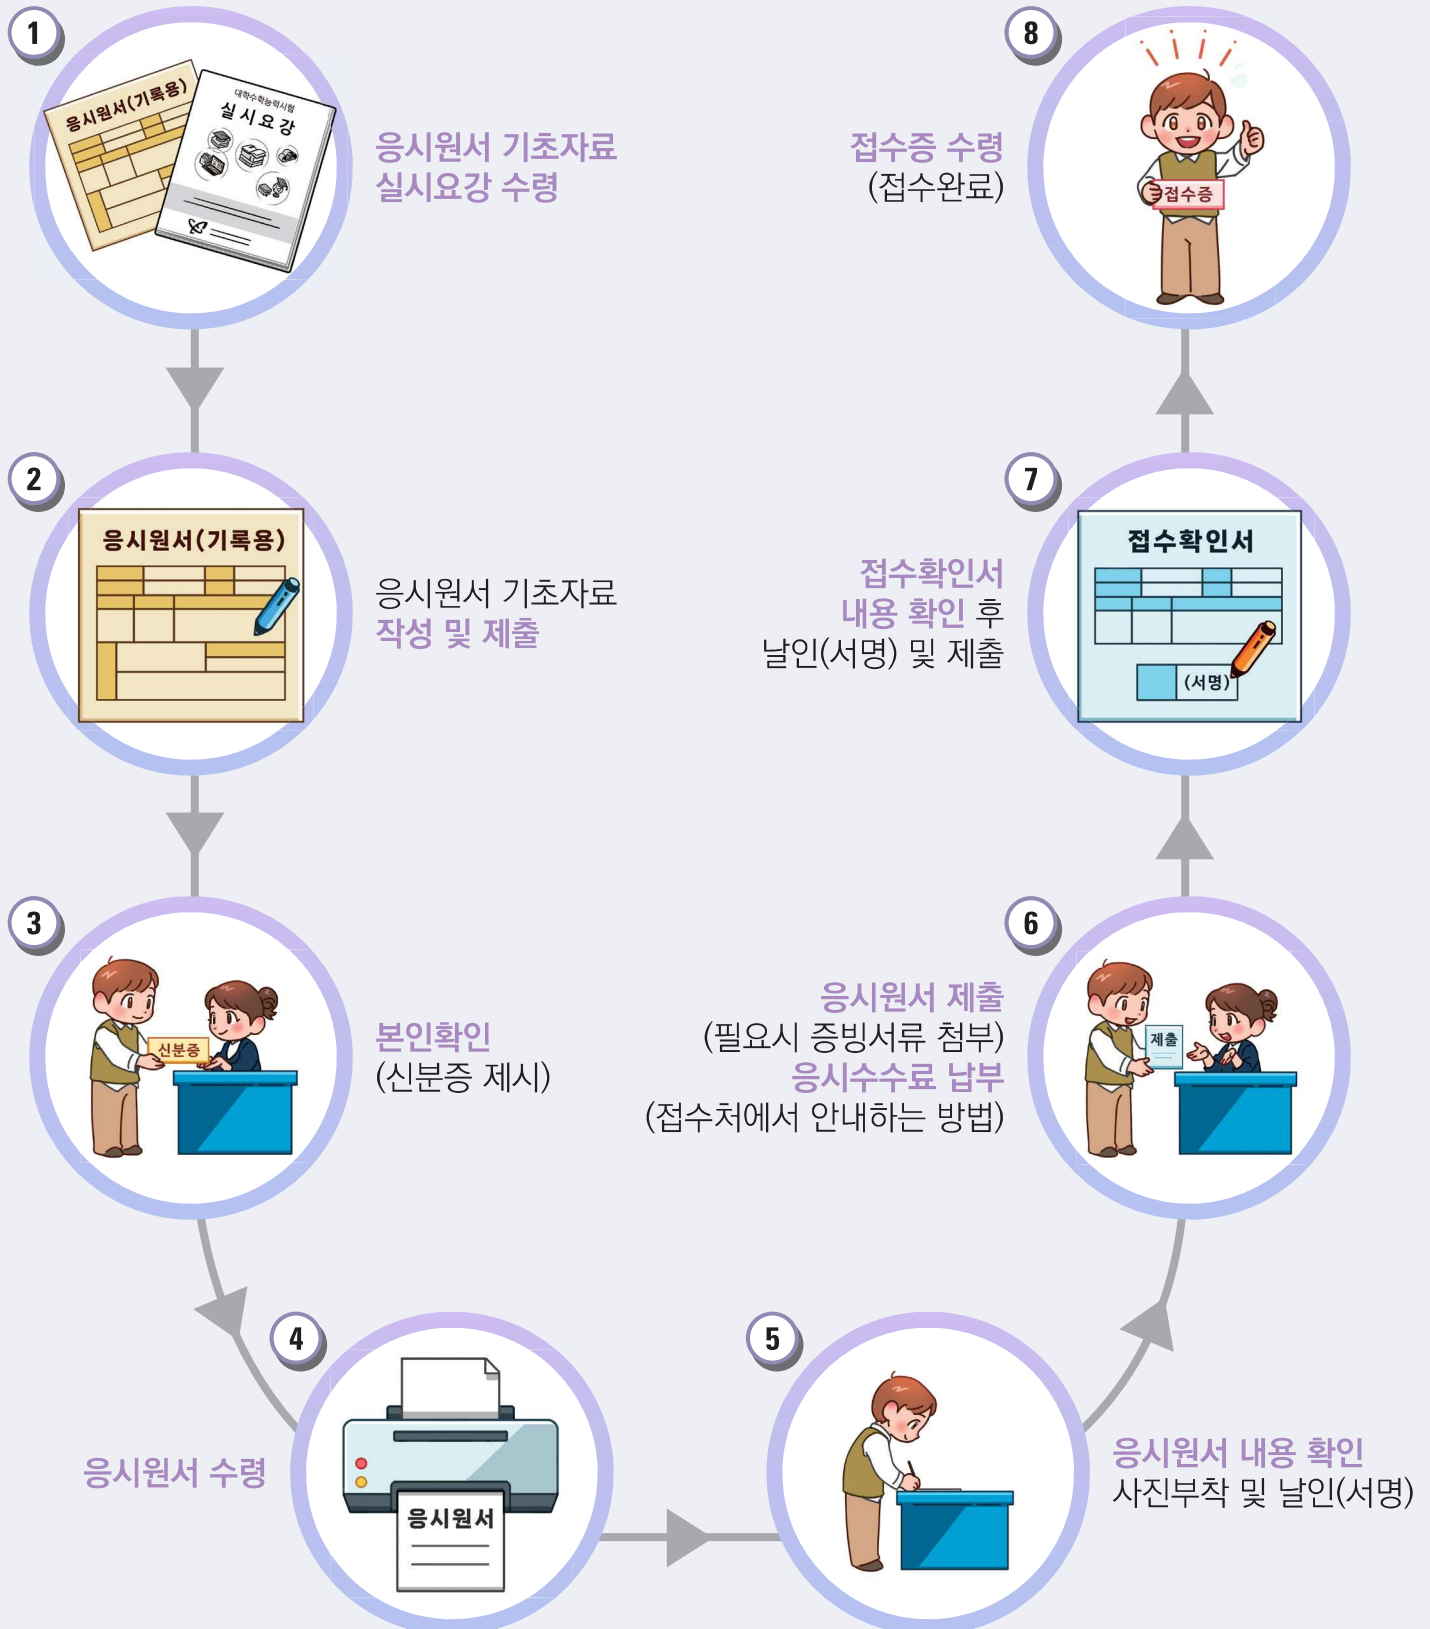 1
응시원서(기록용)
대학수학능력시험
실시요강
응시원서 기초자료
실시요강 수령
2
응시원서(기록용)
응시원서 기초자료
작성 및 제출
3
신분증
본인확인
(신분증 제시)
4
응시원서
응시원서 수령
5
응시원서 내용 확인
사진부착 및 날인(서명)
6
제출
응시원서 제출
(필요시 증빙서류 첨부)
응시수수료 납부
(접수처에서 안내하는 방법)
7
접수확인서
(서명)
접수확인서
내용 확인 후
날인(서명) 및 제출
8
접수증
접수증 수령
(접수완료)